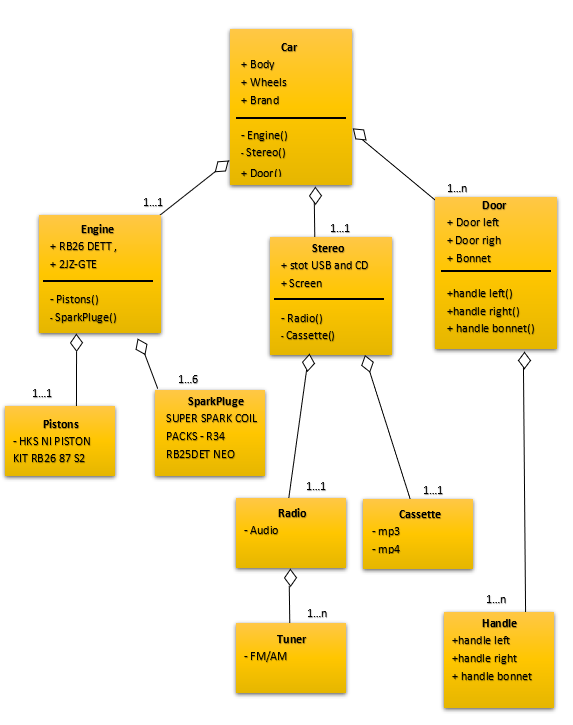 Car
+ Body
+ Wheels
+ Brand
- Engine()
- Stereo()
+ Door()
1...1
1...1
1...n
Engine
+ RB26 DETT ,
+ 2JZ-GTE
- Pistons()
- SparkPluge()
Stereo
+ stot USB and CD
+ Screen
- Radio()
- Cassette()
Door
+ Door left
+ Door righ
+ Bonnet
+handle left()
+handle right()
+ handle bonnet()
1...1
1...6
Pistons
- HKS NI PISTON
KIT RB26 87 S2
SparkPluge
SUPER SPARK COIL
PACKS - R34
RB25DET NEO
1...1
1...1
Radio
- Audio
Cassette
- mp3
- mp4
1...n
1...n
Tuner
- FM/AM
Handle
+handle left
+handle right
+ handle bonnet